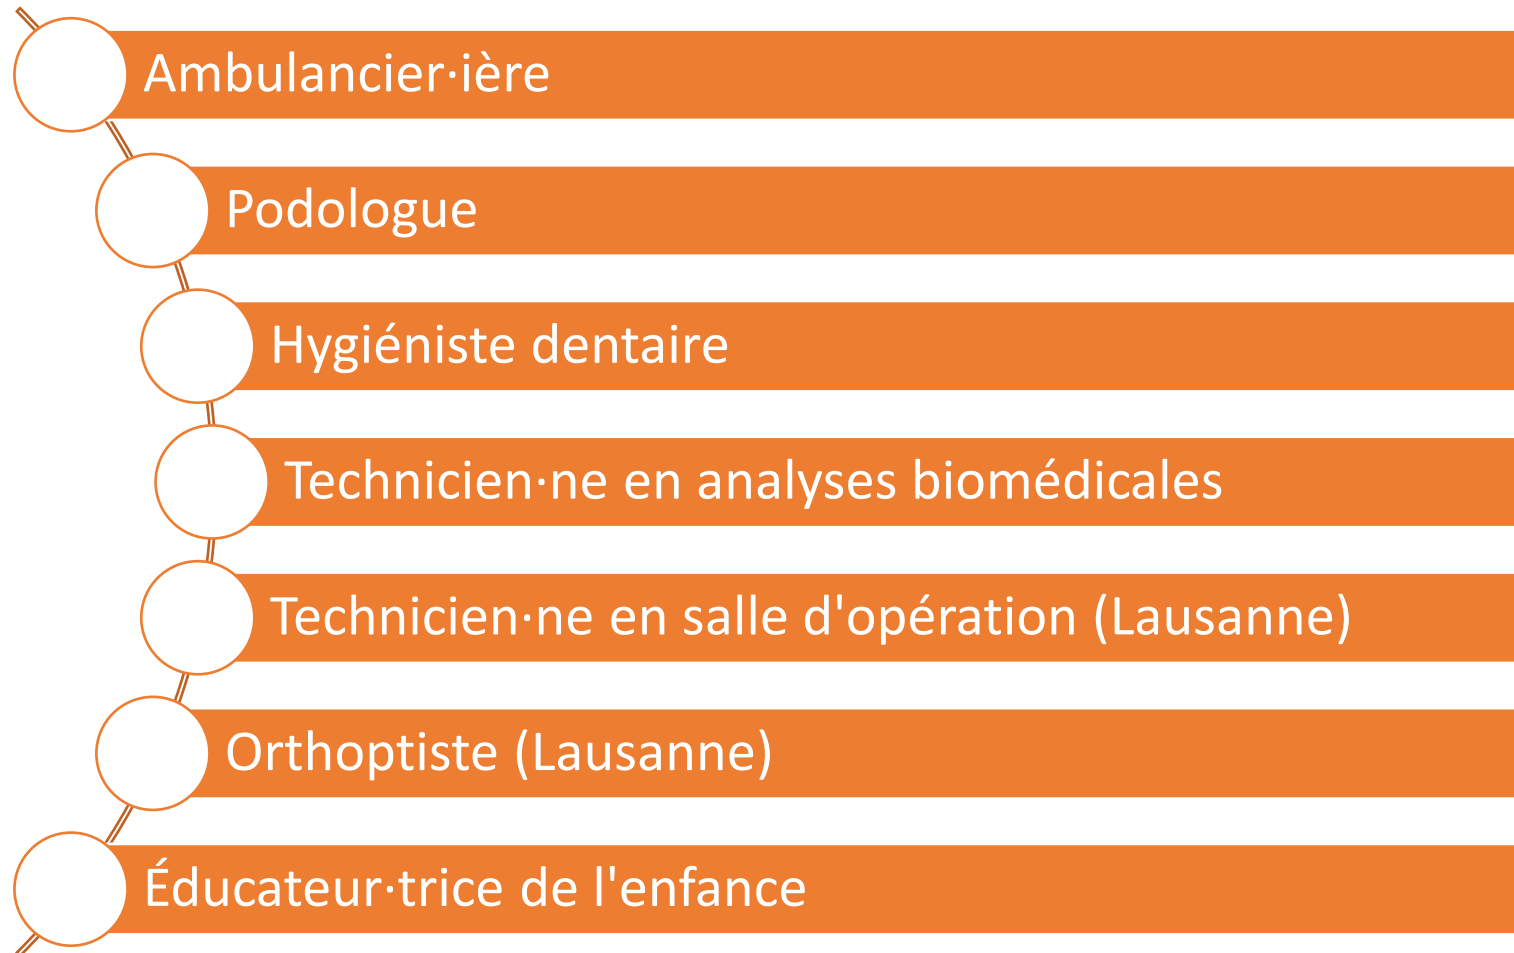 Ambulancier·ière
Podologue
Hygiéniste dentaire
Technicien·ne en analyses biomédicales
Technicien·ne en salle d'opération (Lausanne)
Orthoptiste (Lausanne)
Éducateur·trice de l'enfance